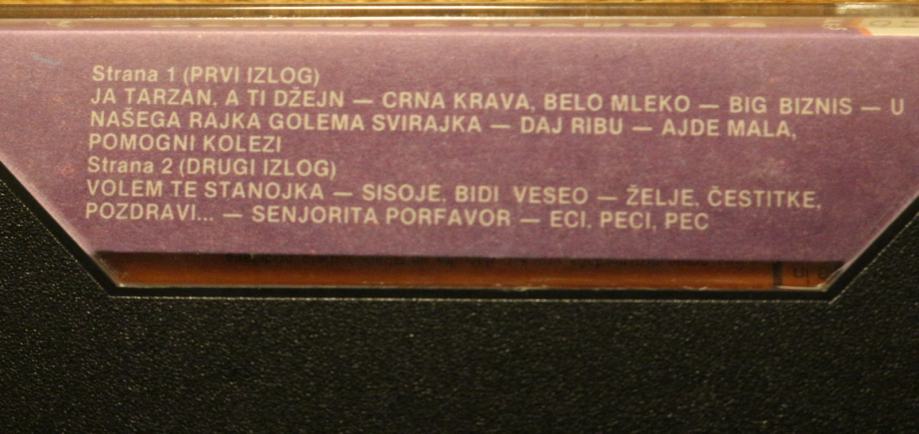 Strana 1 (PRVI IZLOG)
JA TARZAN, A TI DŽEJN — CRNA KRAVA, BELO MLEKO — BIG BIZNIS — U
NAŠEGA RAJKA GOLEMA SVIRAJKA — DAJ RIBU — AJDE MALA,
POMOGNI KOLEZI
Strana 2 (DRUGI IZLOG)
VOLEM TE STANOJKA — SISOJE, BIDI VESEO — ŽELJE, ČESTITKE,
POZDRAVI... — SENJORITA PORFAVOR — ECI, PECI, PEC